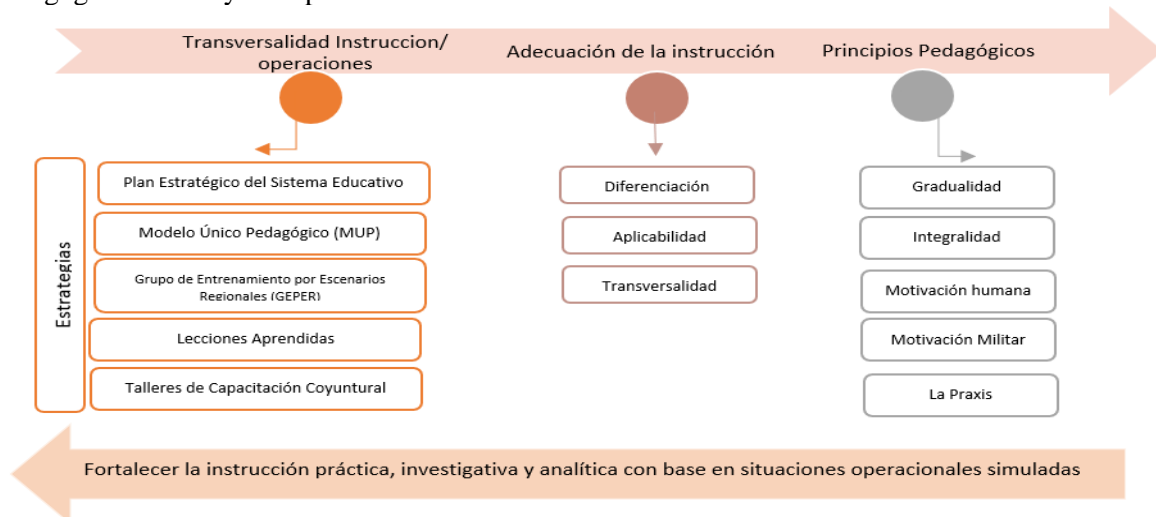 Transversalidad Instruccion/
operaciones
Adecuación de la instrucción
Principios Pedagógicos
Estrategias
Plan Estratégico del Sistema Educativo
Modelo Único Pedagógico (MUP)
Grupo de Entrenamiento por Escenarios
Regionales (GEPER)
Lecciones Aprendidas
Talleres de Capacitación Coyuntural
Diferenciación
Aplicabilidad
Transversalidad
Gradualidad
Integralidad
Motivación humana
Motivación Militar
La Praxis
Fortalecer la instrucción práctica, investigativa y analítica con base en situaciones operacionales simuladas